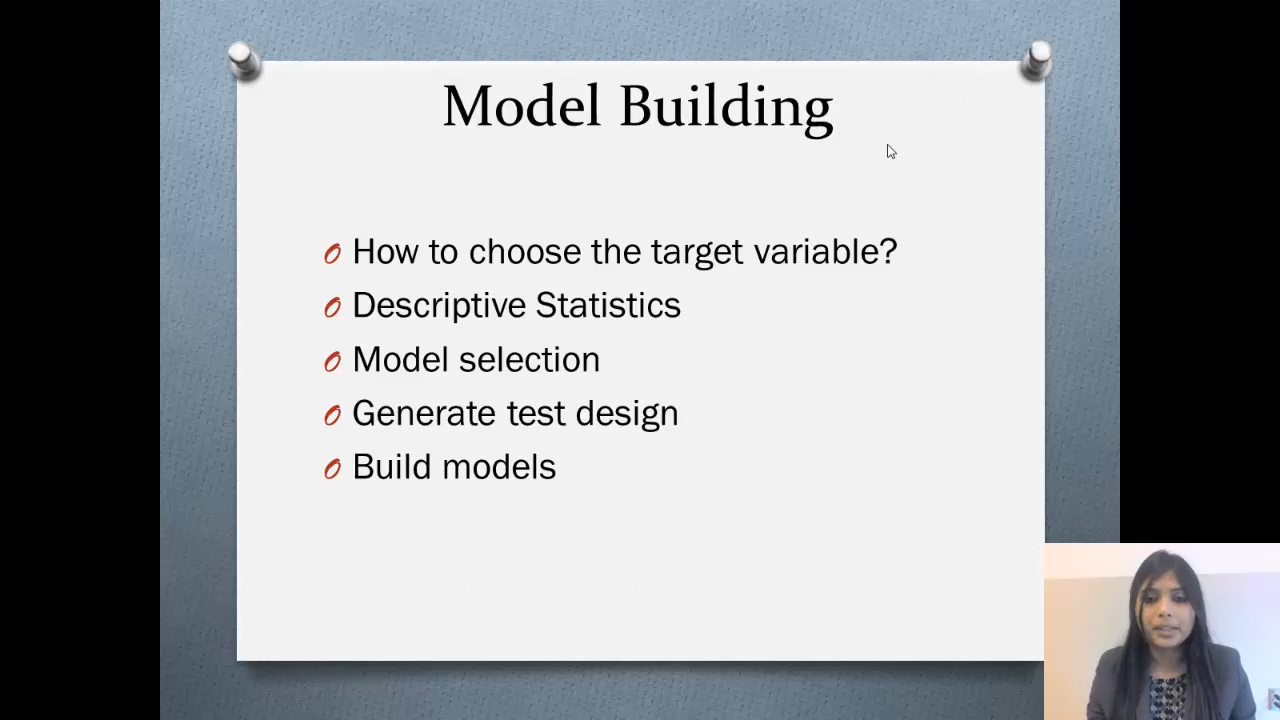 Model Building
How to choose the target variable?
Descriptive Statistics
Model selection
Generate test design
Build models